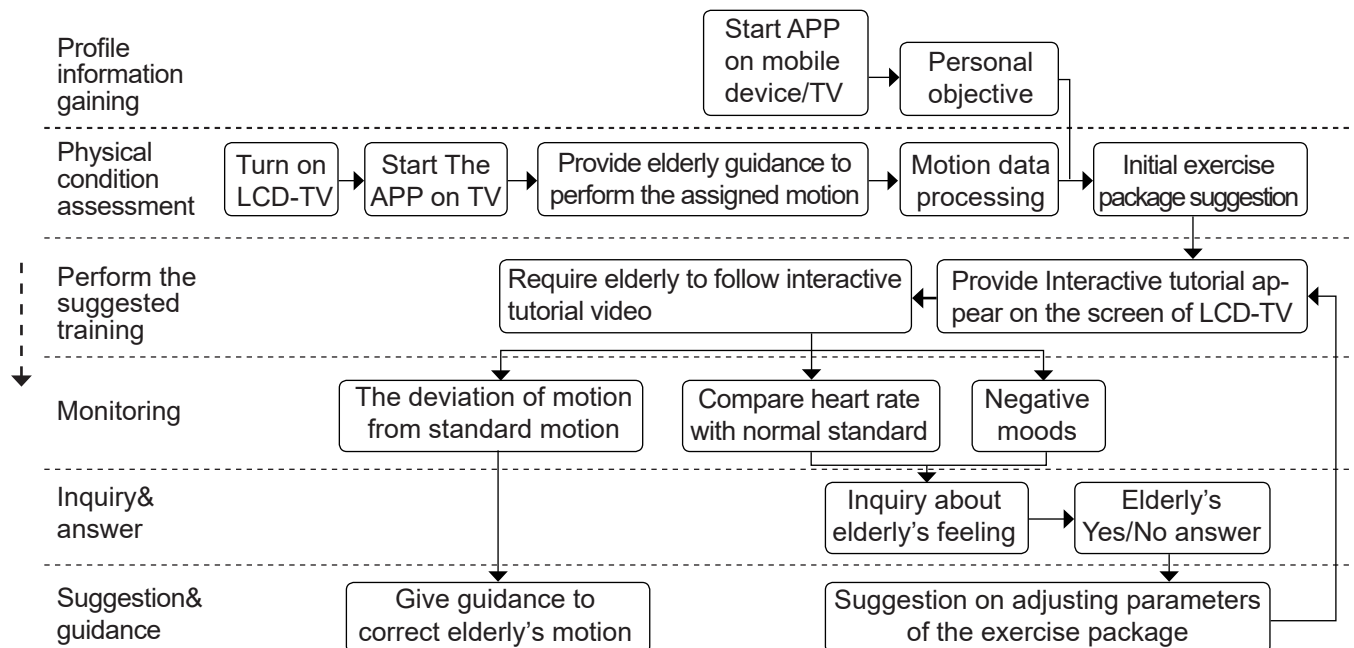 Profile
information
gaining
Start APP
on mobile
device/TV
Personal
objective
Physical
condition
assessment
Turn on
LCD-TV
Start The
APP on TV
Provide elderly guidance to
perform the assigned motion
Motion data
processing
Initial exercise
package suggestion
Perform the
suggested
training
Require elderly to follow interactive
tutorial video
Provide Interactive tutorial ap-
pear on the screen of LCD-TV
Monitoring
The deviation of motion
from standard motion
Compare heart rate
with normal standard
Negative
moods
Inquiry&
answer
Inquiry about
elderly's feeling
Elderly's
Yes/No answer
Suggestion&
guidance
Give guidance to
correct elderly's motion
Suggestion on adjusting parameters
of the exercise package